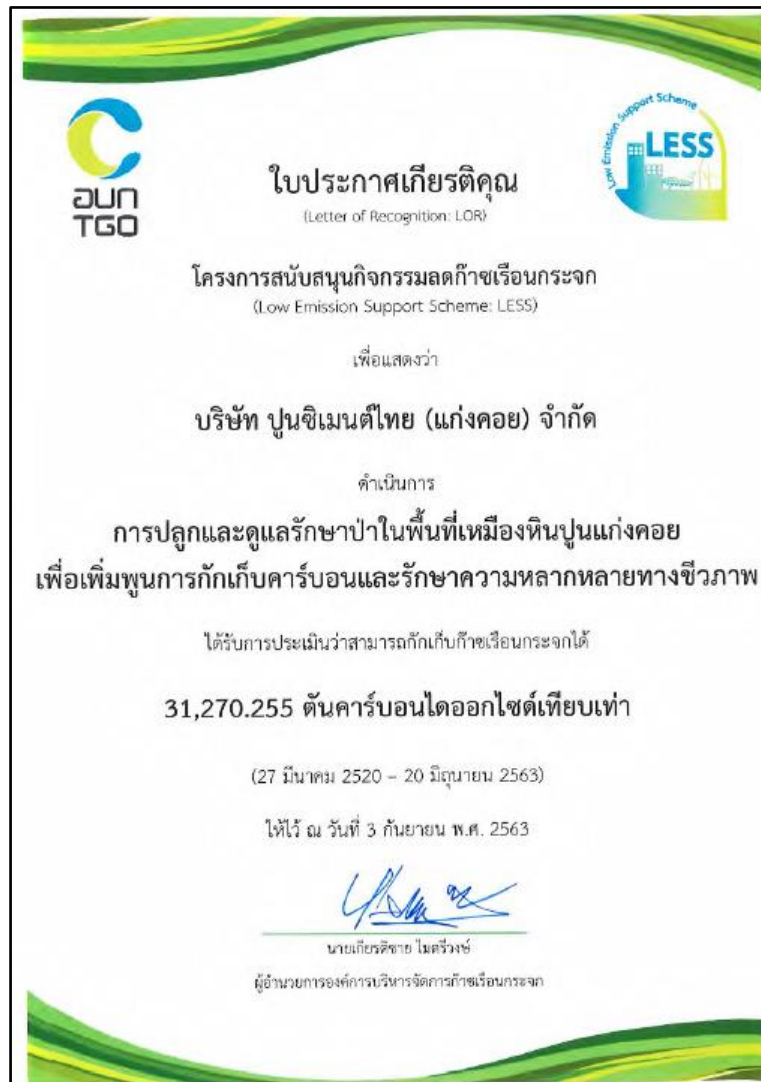 อบก
TGO
Low Emission Support Scheme
LESS
ใบประกาศเกียรติคุณ
(Letter of Recognition: LOR)
โครงการสนับสนุนกิจกรรมลดก๊าซเรือนกระจก
(Low Emission Support Scheme: LESS)
เพื่อแสดงว่า
บริษัท ปูนซิเมนต์ไทย (แก่งคอย) จำกัด
ดำเนินการ
การปลูกและดูแลรักษาป่าในพื้นที่เหมืองหินปูนแก่งคอย
เพื่อเพิ่มพูนการกักเก็บคาร์บอนและรักษาความหลากหลายทางชีวภาพ
ได้รับการประเมินว่าสามารถกักเก็บก๊าซเรือนกระจกได้
31,270.255 ตันคาร์บอนไดออกไซด์เทียบเท่า
(27 มีนาคม 2520 – 20 มิถุนายน 2563)
ให้ไว้ ณ วันที่ 3 กันยายน พ.ศ. 2563
นายเกียรติชาย ไมตรีวงษ์
ผู้อำนวยการองค์การบริหารจัดการก๊าซเรือนกระจก